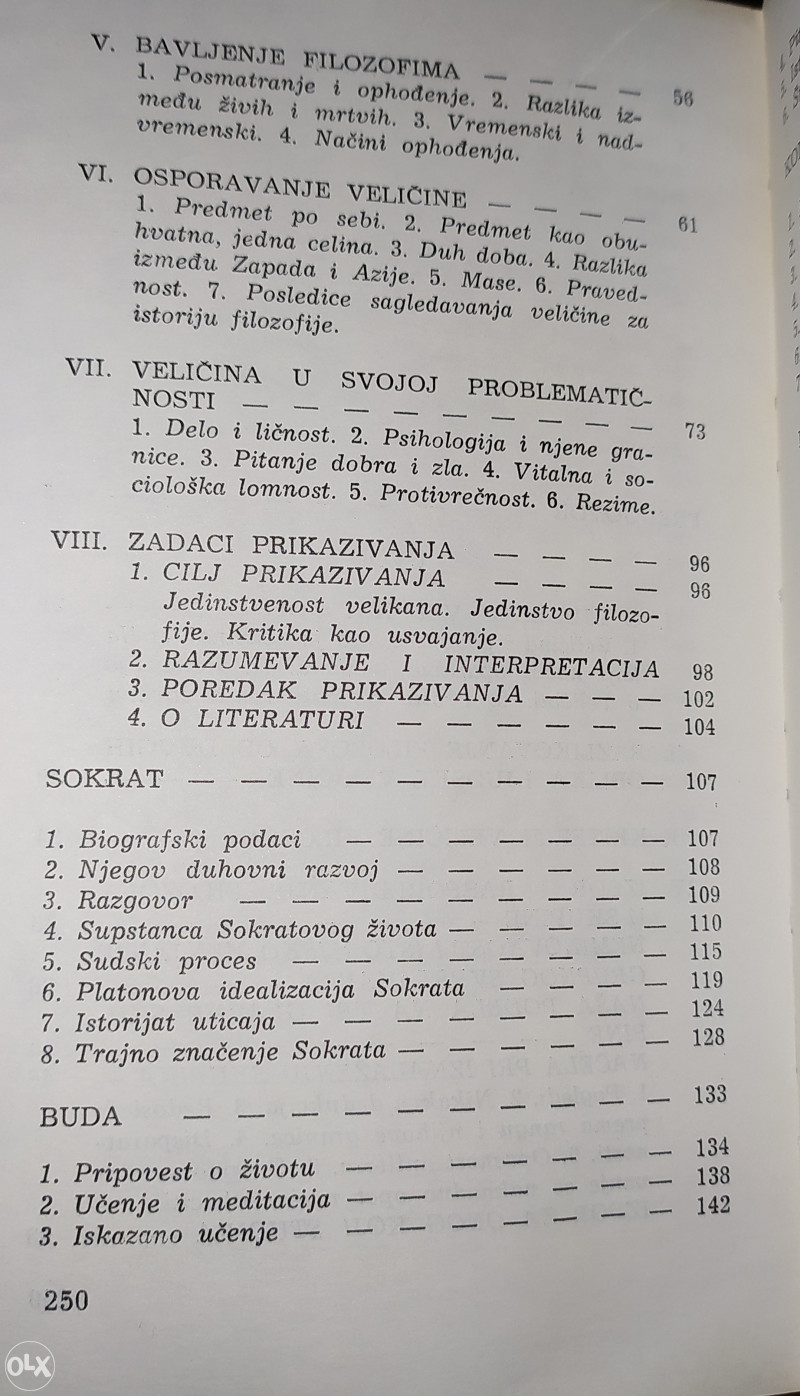 V. BAVLJENJE FILOZOFIMA — — — — 56
1. Posmatranje i ophođenje. 2. Razlika iz-
među živih i mrtvih. 3. Vremenski i nad-
vremenski. 4. Načini ophođenja.
VI. OSPORAVANJE VELIČINE — — — — 61
1. Predmet po sebi. 2. Predmet kao obu-
hvatna, jedna celina. 3. Duh doba. 4. Razlika
između Zapada i Azije. 5. Mase. 6. Praved-
nost. 7. Posledice sagledavanja veličine za
istoriju filozofije.
VII. VELIČINA U SVOJOJ PROBLEMATIČ-
NOSTI — — — — — — — — — 73
1. Delo i ličnost. 2. Psihologija i njene gra-
nice. 3. Pitanje dobra i zla. 4. Vitalna i so-
ciološka lomnost. 5. Protivrečnost. 6. Rezime.
VIII. ZADACI PRIKAZIVANJA — — — — 96
1. CILJ PRIKAZIVANJA — — — — 96
Jedinstvenost velikana. Jedinstvo filozo-
fije. Kritika kao usvajanje.
2. RAZUMEVANJE I INTERPRETACIJA 98
3. POREDAK PRIKAZIVANJA — — — 102
4. O LITERATURI — — — — — — 104
SOKRAT — — — — — — — — — — 107
1. Biografski podaci — — — — — — — 107
2. Njegov duhovni razvoj — — — — — — 108
3. Razgovor — — — — — — — — — 109
4. Supstanca Sokratovog života — — — — — 110
5. Sudski proces — — — — — — — — 115
6. Platonova idealizacija Sokrata — — — — 119
7. Istorijat uticaja — — — — — — — — 124
8. Trajno značenje Sokrata — — — — — — 128
BUDA — — — — — — — — — — 133
1. Pripovest o životu — — — — — — — 134
2. Učenje i meditacija — — — — — — — 138
3. Iskazano učenje — — — — — — — — 142
250
OLX